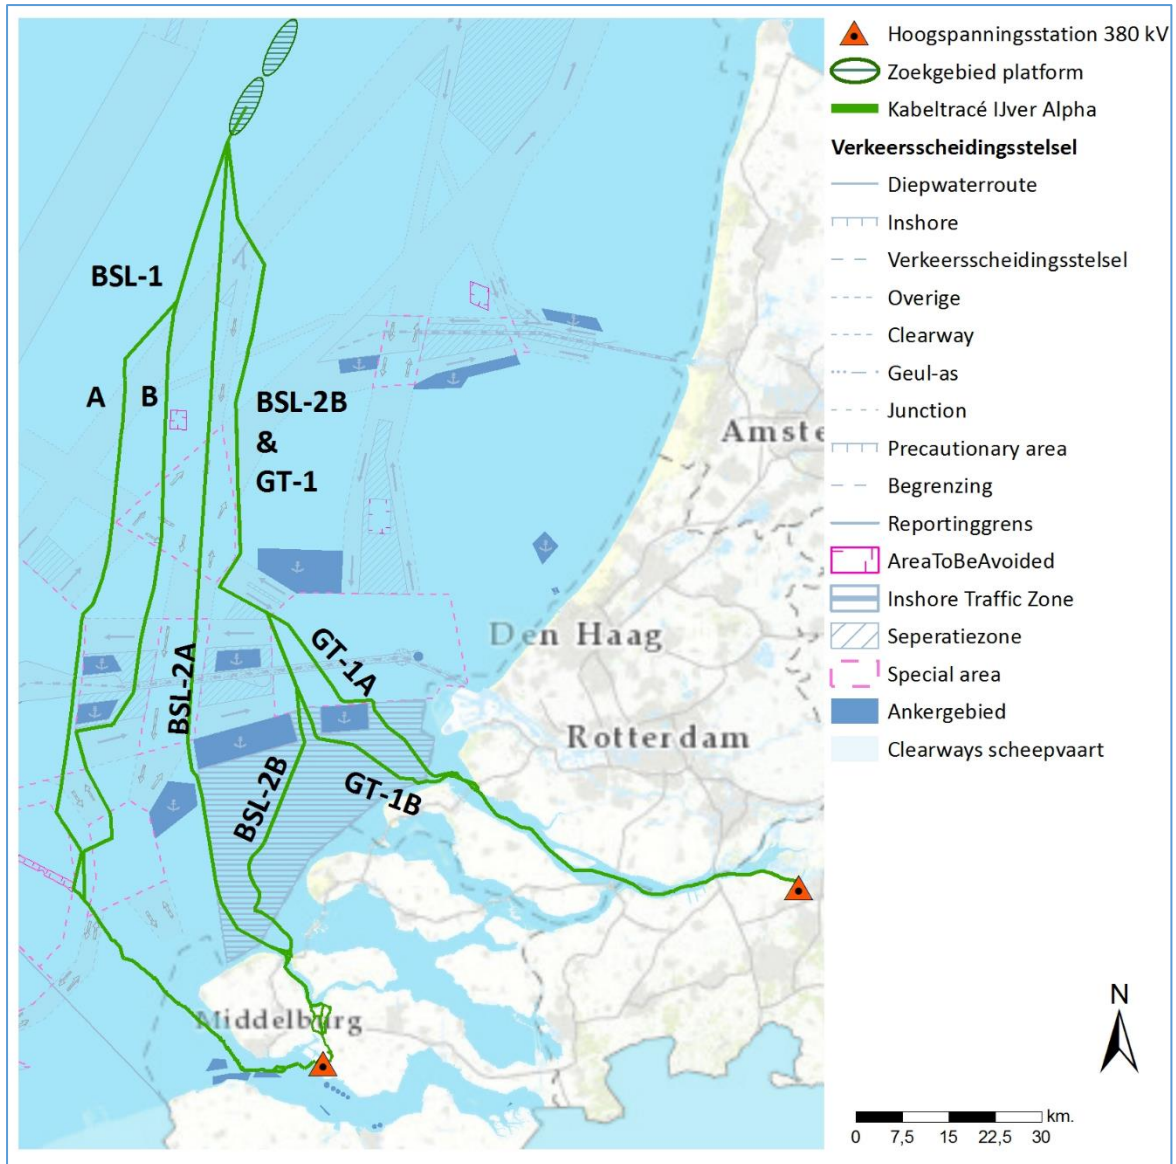 BSL-1
A
B
BSL-2B
&
GT-1
Amste
Den Haag
GT-1A
BSL-2A
Rotterdam
BSL-2B
GT-1B
Middelburg
Hoogspanningsstation 380 kV
Zoekgebied platform
Kabeltracé IJver Alpha
Verkeersscheidingsstelsel
Diepwaterroute
Inshore
Verkeersscheidingsstelsel
Overige
Clearway
Geul-as
Junction
Precautionary area
Begrenzing
Reportinggrens
AreaToBeAvoided
Inshore Traffic Zone
Seperatiezone
Special area
Ankergebied
Clearways scheepvaart
N
km.
0 7,5 15 22,5 30